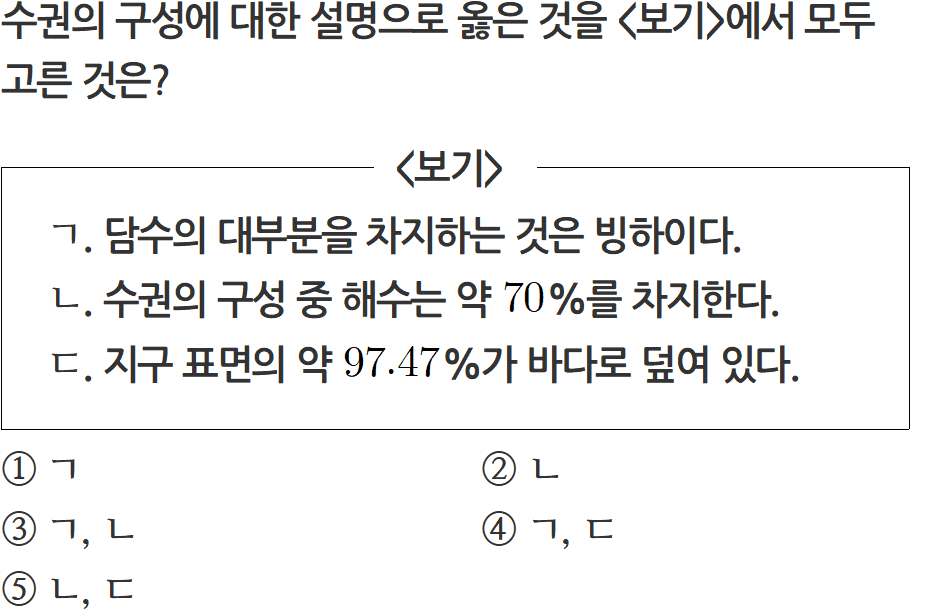 수권의 구성에 대한 설명으로 옳은 것을 <보기>에서 모두
고른 것은?
<보기>
ㄱ. 담수의 대부분을 차지하는 것은 빙하이다.
ㄴ. 수권의 구성 중 해수는 약 70%를 차지한다.
ㄷ. 지구 표면의 약 97.47%가 바다로 덮여 있다.
① ㄱ ② ㄴ
③ ㄱ, ㄴ ④ ㄱ, ㄷ
⑤ ㄴ, ㄷ